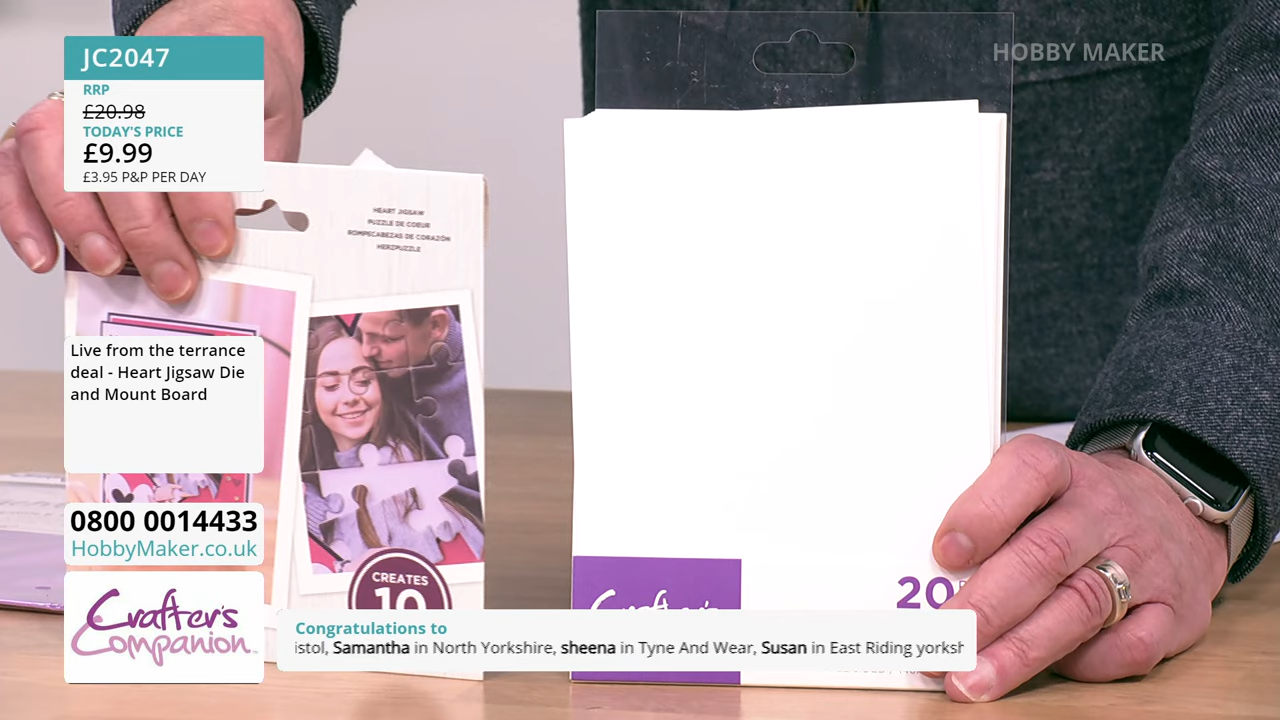 JC2047
RRP
£20.98
TODAY'S PRICE
£9.99
£3.95 P&P PER DAY
HOBBY MAKER
HEART JIGSAW
PUZZLE DE COEUR
ROMPECABEZAS DE CORAZÓN
HERZPUZZLE
Live from the terrance
deal - Heart Jigsaw Die
and Mount Board
0800 0014433
HobbyMaker.co.uk
Crafter's
Companion
CREATES
10
Crafter's
20
Congratulations to
istol, Samantha in North Yorkshire, sheena in Tyne And Wear, Susan in East Riding yorksh